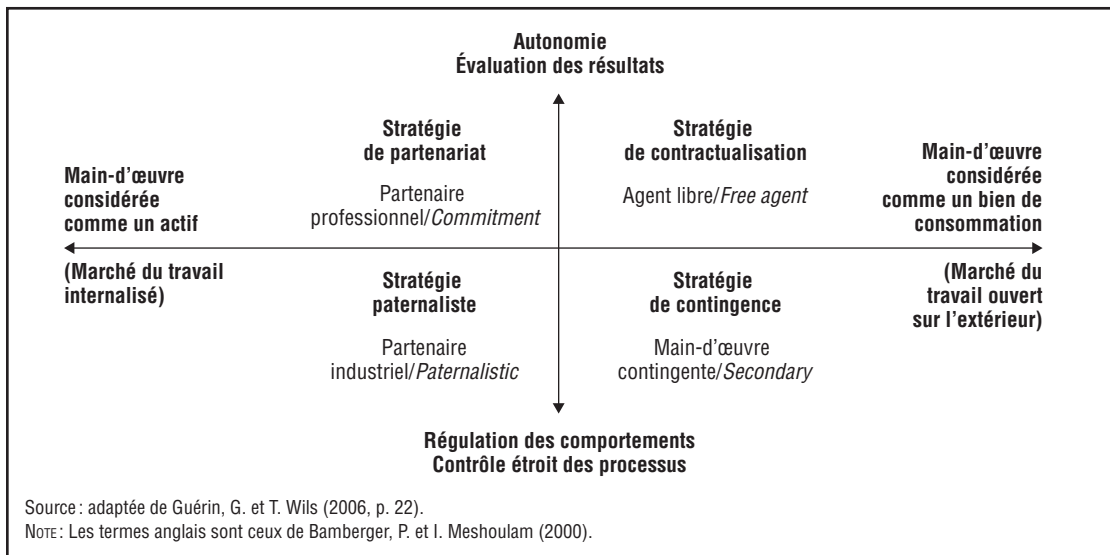 Autonomie
Évaluation des résultats
Stratégie
de partenariat
Partenaire
professionnel/Commitment
Stratégie
de contractualisation
Agent libre/Free agent
Main-d'œuvre
considérée
comme un actif
Main-d'œuvre
considérée
comme un bien de
consommation
(Marché du travail
internalisé)
Stratégie
paternaliste
Partenaire
industriel/Paternalistic
Stratégie
de contingence
Main-d'œuvre
contingente/Secondary
(Marché du
travail ouvert
sur l'extérieur)
Régulation des comportements
Contrôle étroit des processus
Source : adaptée de Guérin, G. et T. Wils (2006, p. 22).
NOTE : Les termes anglais sont ceux de Bamberger, P. et I. Meshoulam (2000).